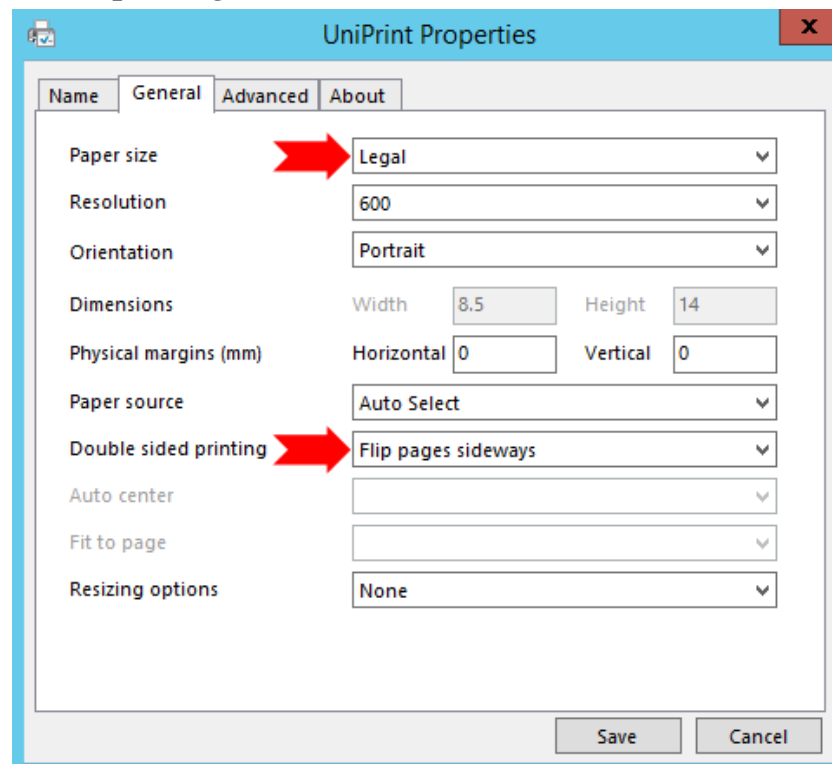 UniPrint Properties x
Name General Advanced About
Paper size Legal
Resolution 600
Orientation Portrait
Dimensions Width 8.5 Height 14
Physical margins (mm) Horizontal 0 Vertical 0
Paper source Auto Select
Double sided printing Flip pages sideways
Auto center
Fit to page
Resizing options None
Save Cancel